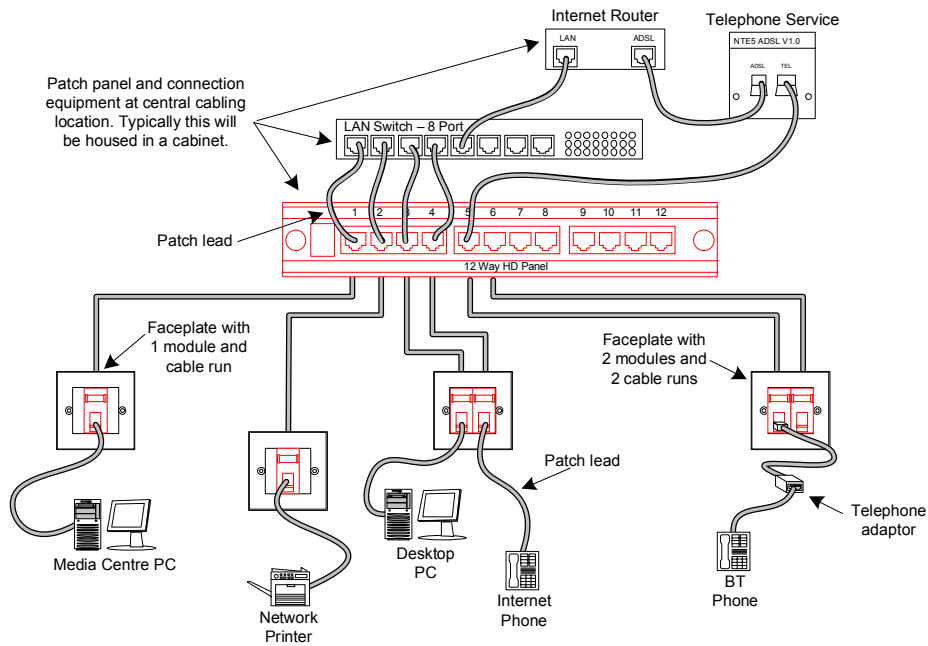 Internet Router
Telephone Service
LAN
ADSL
NTE5 ADSL V1.0
ADSL
TEL
Patch panel and connection
equipment at central cabling
location. Typically this will
be housed in a cabinet.
LAN Switch – 8 Port
1 2 3 4 5 6 7 8 9 10 11 12
Patch lead
12 Way HD Panel
Faceplate with
1 module and
cable run
Faceplate with
2 modules and
2 cable runs
Patch lead
Telephone
adaptor
Media Centre PC
Desktop
PC
BT
Phone
Internet
Phone
Network
Printer